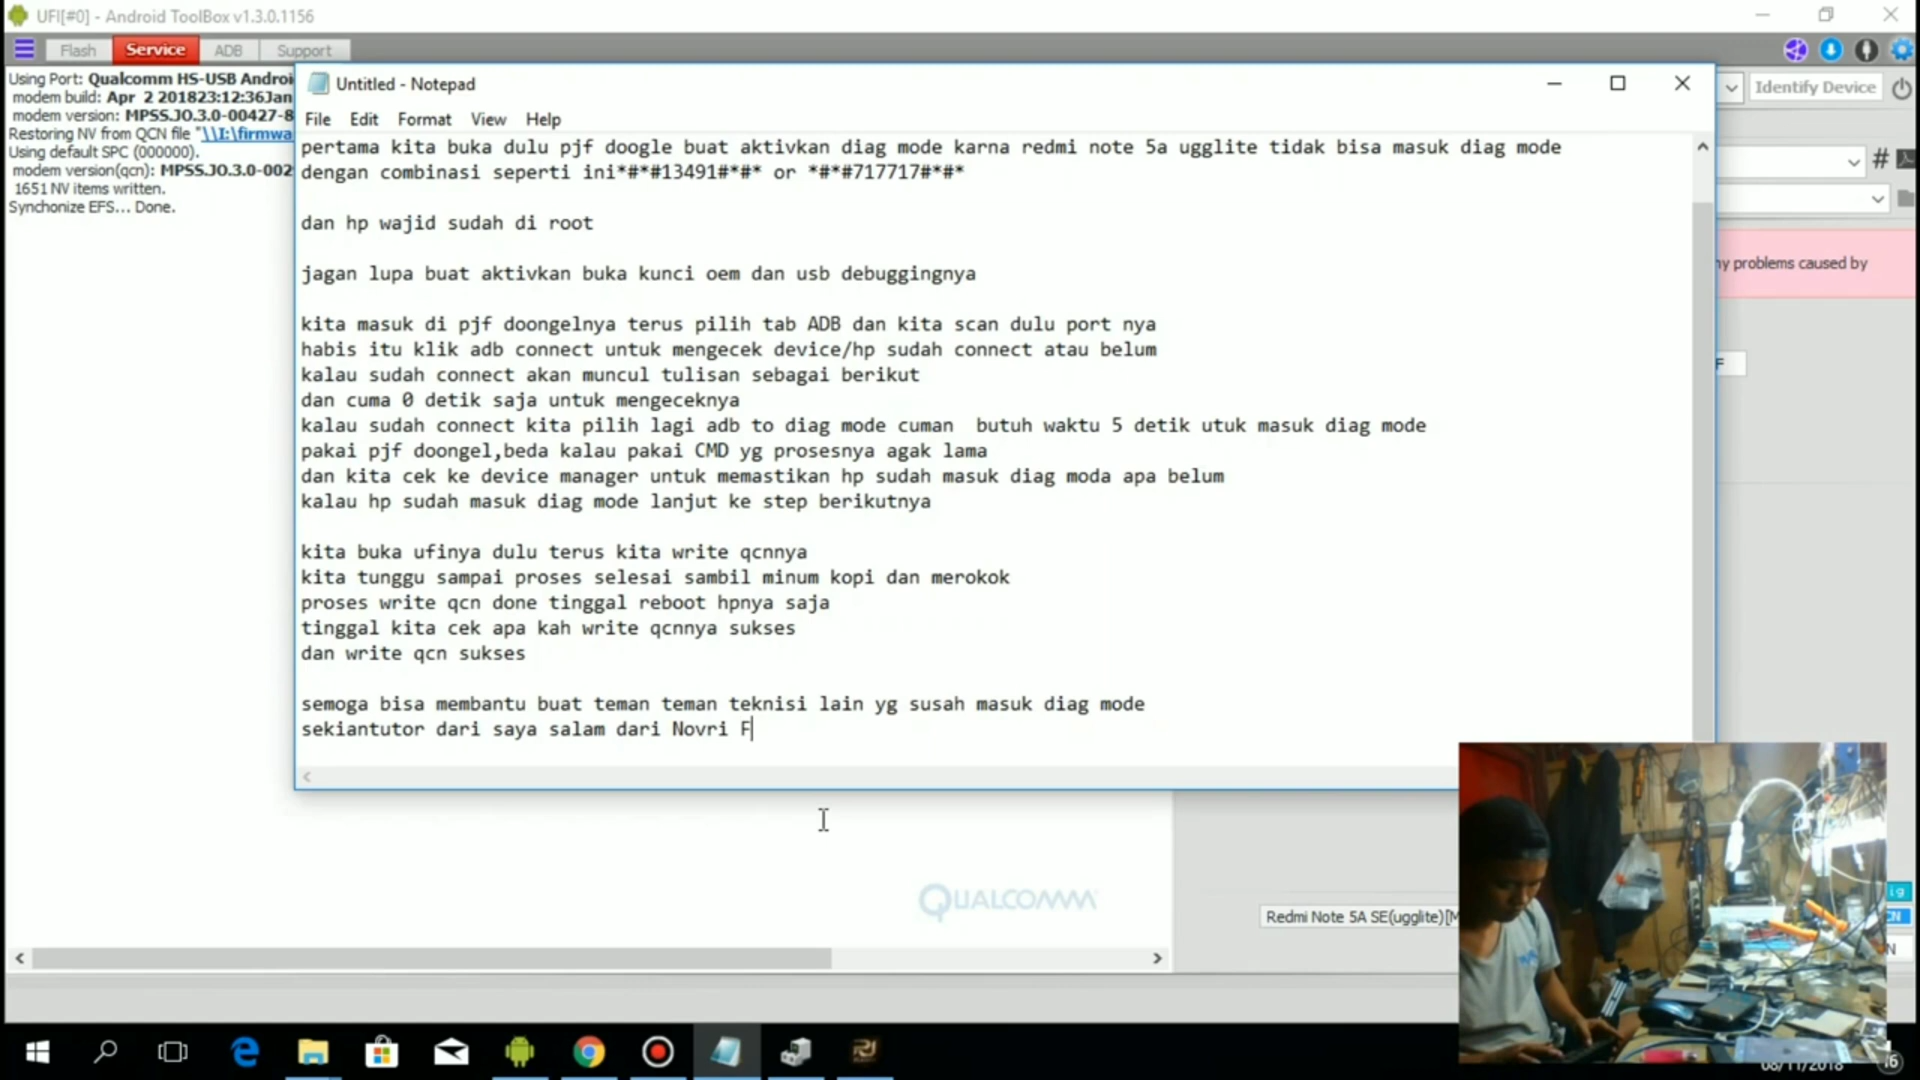 UFI[#0] - Android ToolBox v1.3.0.1156
Flash
Service
ADB
Support
Identify Device
Using Port: Qualcomm HS-USB
modem build: Apr 2 201823:12:36Jan
modem version: MPSS.JO.3.0-00427-8
Restoring NV from QCN file "\\I:\firmwa
Using default SPC (000000).
modem version(qcn): MPSS.JO.3.0-002
1651 NV items written.
Synchonize EFS... Done.
Untitled - Notepad
File Edit Format View Help
pertama kita buka dulu pjf doogle buat aktivkan diag mode karna redmi note 5a ugglite tidak bisa masuk diag mode
dengan combinasi seperti ini*#*#13491#*#* or *#*#717717#*#*
dan hp wajid sudah di root
jagan lupa buat aktivkan buka kunci oem dan usb debuggingnya
kita masuk di pjf doongelnya terus pilih tab ADB dan kita scan dulu port nya
habis itu klik adb connect untuk mengecek device/hp sudah connect atau belum
kalau sudah connect akan muncul tulisan sebagai berikut
dan cuma 0 detik saja untuk mengeceknya
kalau sudah connect kita pilih lagi adb to diag mode cuman  butuh waktu 5 detik utuk masuk diag mode
pakai pjf doongel,beda kalau pakai CMD yg prosesnya agak lama
dan kita cek ke device manager untuk memastikan hp sudah masuk diag moda apa belum
kalau hp sudah masuk diag mode lanjut ke step berikutnya
kita buka ufinya dulu terus kita write qcnnya
kita tunggu sampai proses selesai sambil minum kopi dan merokok
proses write qcn done tinggal reboot hpnya saja
tinggal kita cek apa kah write qcnnya sukses
dan write qcn sukses
semoga bisa membantu buat teman teman teknisi lain yg susah masuk diag mode
sekiantutor dari saya salam dari Novri F
#
problems caused by
F
QUALCOMM
Redmi Note 5A SE(ugglite)[M
08/11/2018